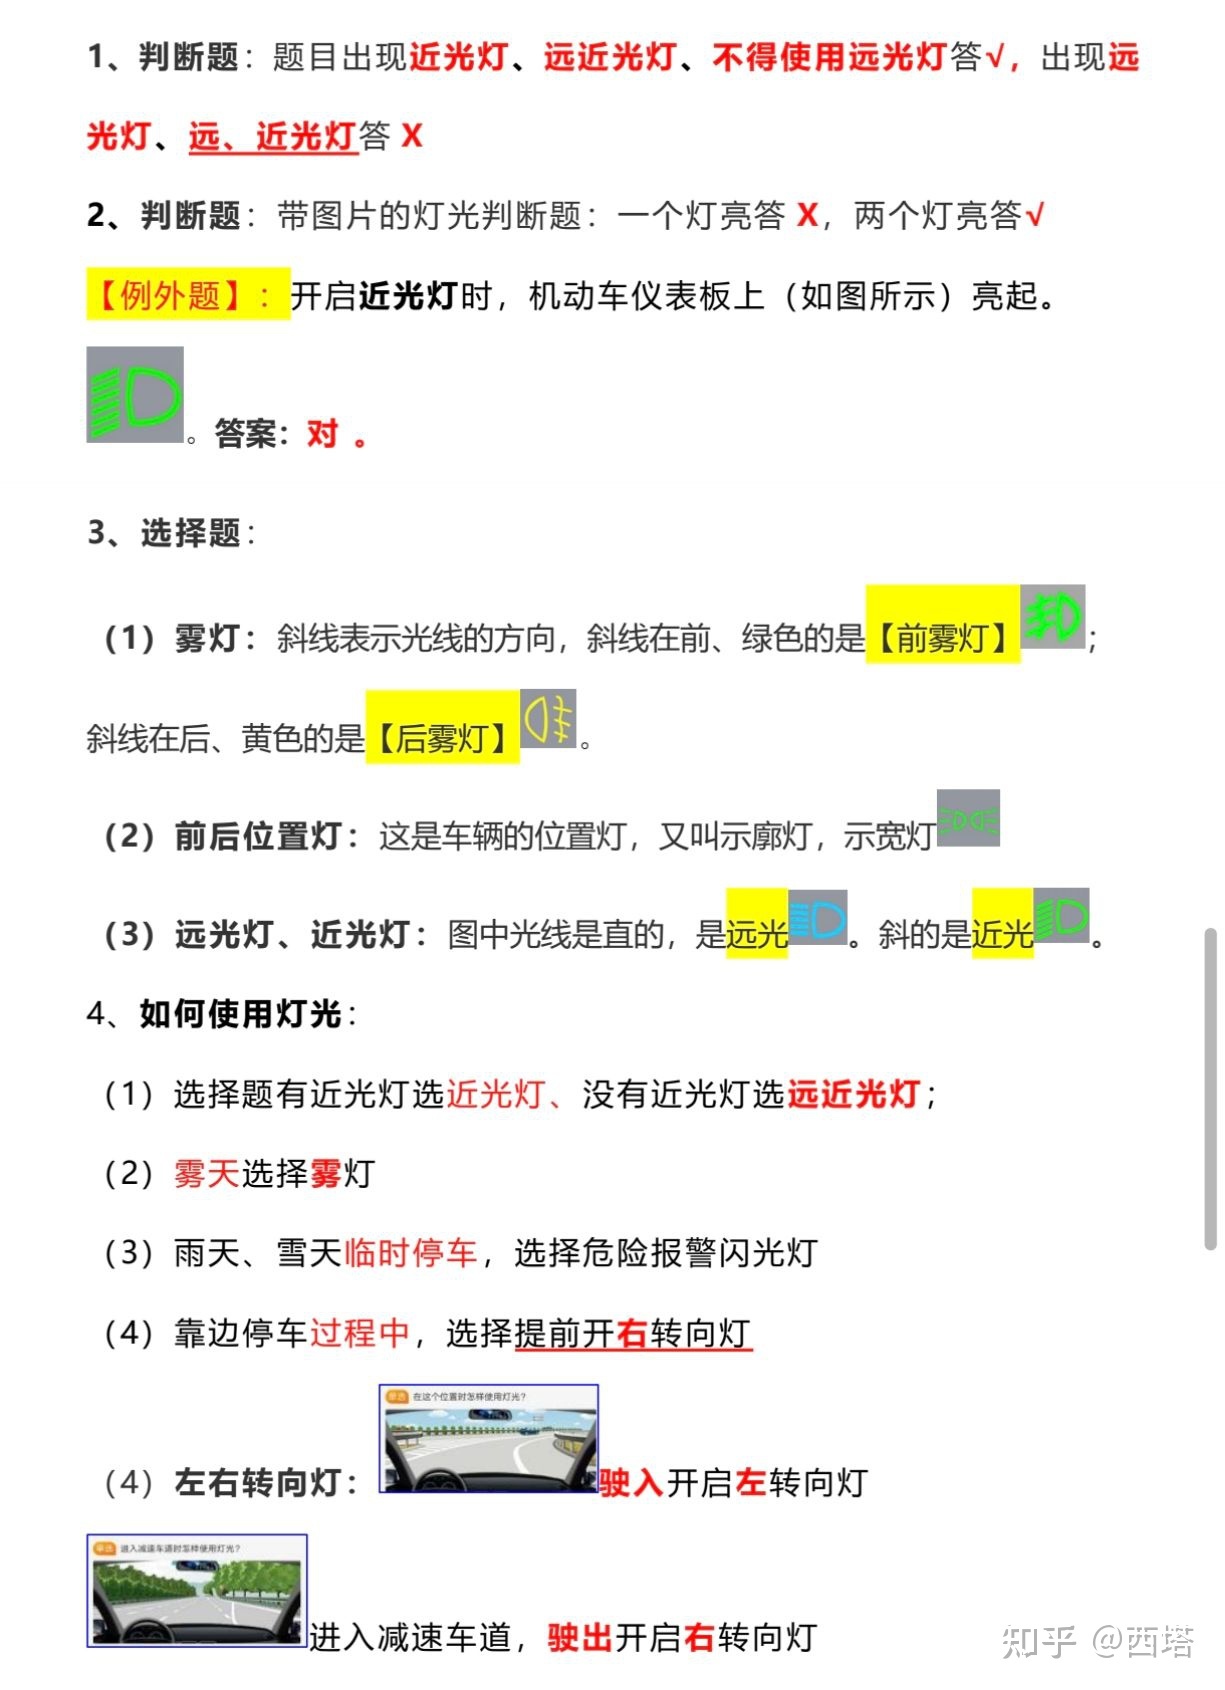 1、判断题：题目出现近光灯、远近光灯、不得使用远光灯答√，出现远
光灯、远、近光灯答 X
2、判断题：带图片的灯光判断题：一个灯亮答 X，两个灯亮答√
【例外题】：开启近光灯时，机动车仪表板上（如图所示）亮起。
。答案：对 。
3、选择题：
（1）雾灯：斜线表示光线的方向，斜线在前、绿色的是【前雾灯】；
斜线在后、黄色的是【后雾灯】。
（2）前后位置灯：这是车辆的位置灯，又叫示廓灯，示宽灯
（3）远光灯、近光灯：图中光线是直的，是远光。斜的是近光。
4、如何使用灯光：
（1）选择题有近光灯选近光灯、没有近光灯选远近光灯；
（2）雾天选择雾灯
（3）雨天、雪天临时停车，选择危险报警闪光灯
（4）靠边停车过程中，选择提前开右转向灯
单选 在这个位置时怎样使用灯光？
（4）左右转向灯：驶入开启左转向灯
单选 进入减速车道时怎样使用灯光？
进入减速车道，驶出开启右转向灯
知乎 @西塔